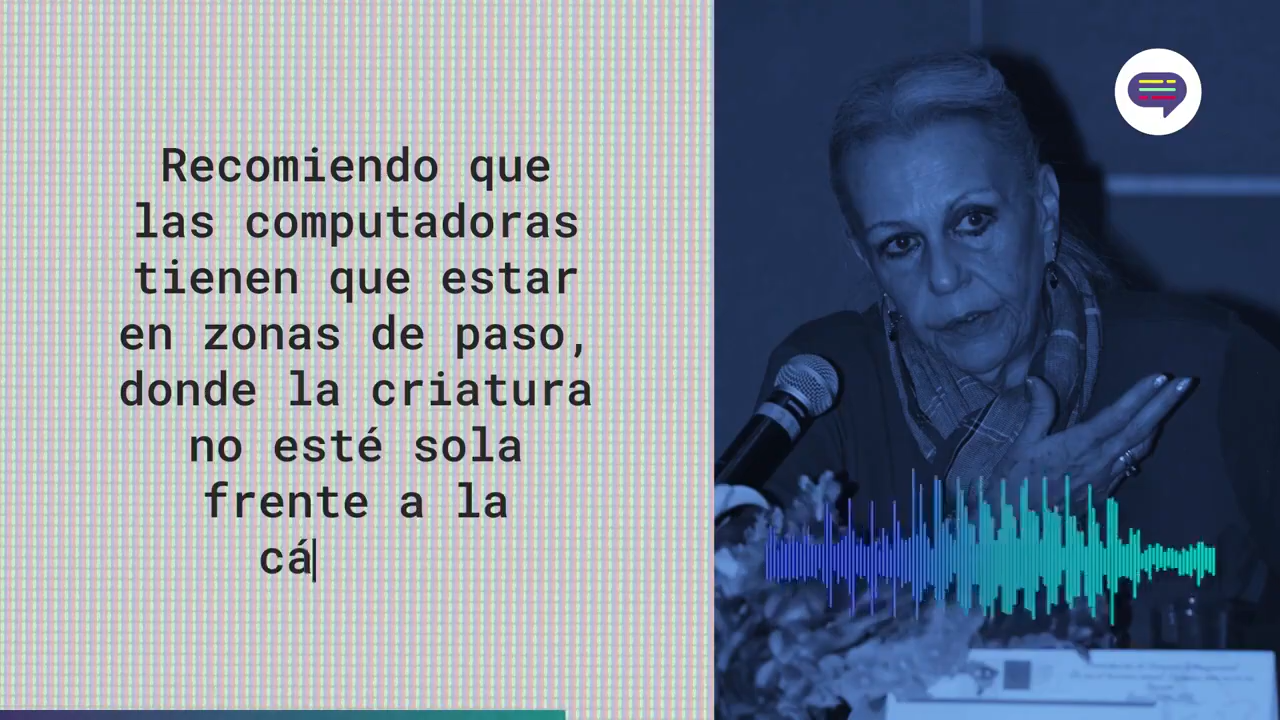 Recomiendo que
las computadoras
tienen que estar
en zonas de paso,
donde la criatura
no esté sola
frente a la
cá